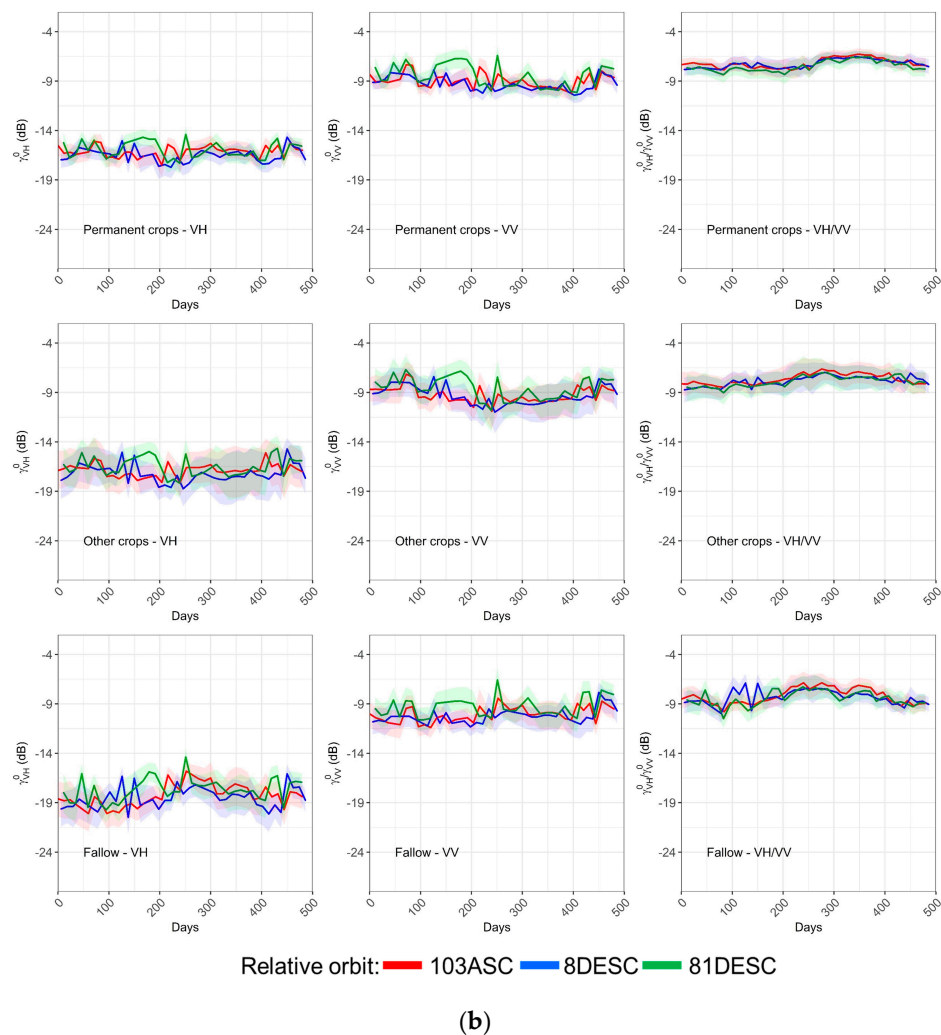 -4
-9
-14
-19
-24
γ⁰VH (dB)
Permanent crops - VH
0 100 200 300 400 500
Days
-4
-9
-14
-19
-24
γ⁰VV (dB)
Permanent crops - VV
0 100 200 300 400 500
Days
-4
-9
-14
-19
-24
γ⁰VH/γ⁰VV (dB)
Permanent crops - VH/VV
0 100 200 300 400 500
Days
-4
-9
-14
-19
-24
γ⁰VH (dB)
Other crops - VH
0 100 200 300 400 500
Days
-4
-9
-14
-19
-24
γ⁰VV (dB)
Other crops - VV
0 100 200 300 400 500
Days
-4
-9
-14
-19
-24
γ⁰VH/γ⁰VV (dB)
Other crops - VH/VV
0 100 200 300 400 500
Days
-4
-9
-14
-19
-24
γ⁰VH (dB)
Fallow - VH
0 100 200 300 400 500
Days
-4
-9
-14
-19
-24
γ⁰VV (dB)
Fallow - VV
0 100 200 300 400 500
Days
-4
-9
-14
-19
-24
γ⁰VH/γ⁰VV (dB)
Fallow - VH/VV
0 100 200 300 400 500
Days
Relative orbit: 103ASC 8DESC 81DESC
(b)